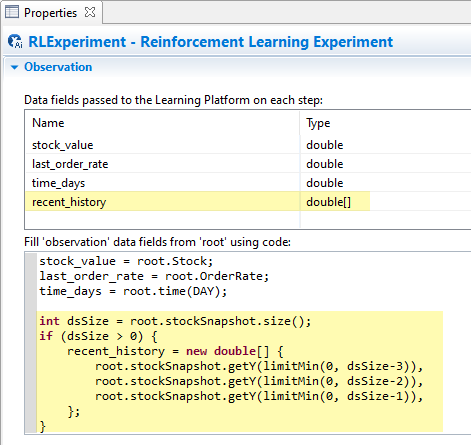 Properties
RLExperiment - Reinforcement Learning Experiment
Observation
Data fields passed to the Learning Platform on each step:
Name Type
stock_value double
last_order_rate double
time_days double
recent_history double[]
Fill 'observation' data fields from 'root' using code:
stock_value = root.Stock;
last_order_rate = root.OrderRate;
time_days = root.time(DAY);
int dsSize = root.stockSnapshot.size();
if (dsSize > 0) {
recent_history = new double[] {
root.stockSnapshot.getY(limitMin(0, dsSize-3)),
root.stockSnapshot.getY(limitMin(0, dsSize-2)),
root.stockSnapshot.getY(limitMin(0, dsSize-1)),
};
}